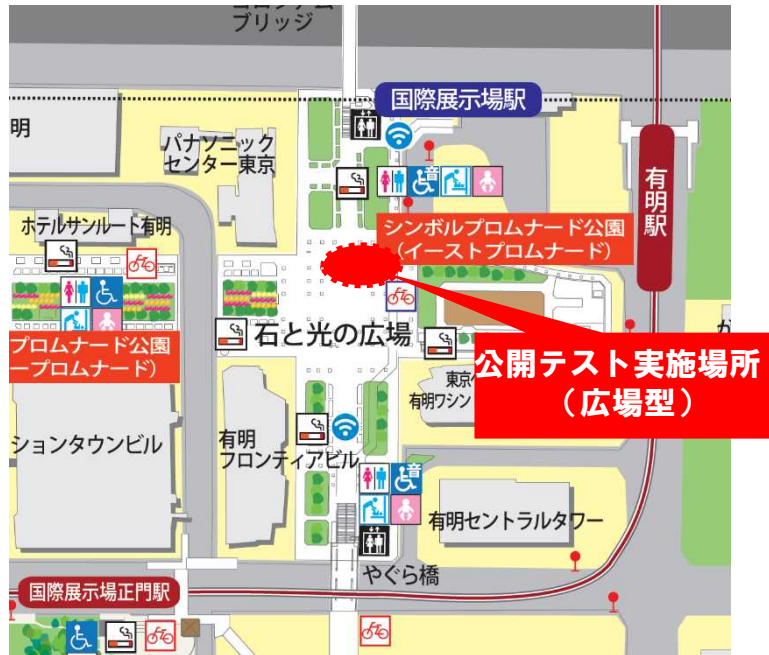 ブリッジ
国際展示場駅
明
パナソニック
センター東京
有明駅
ホテルサンルート有明
シンボルプロムナード公園
（イーストプロムナード）
石と光の広場
プロムナード公園
ープロムナード）
公開テスト実施場所
（広場型）
東京ベ
有明ワシン
ションタウンビル
有明
フロンティアビル
有明セントラルタワー
やぐら橋
国際展示場正門駅